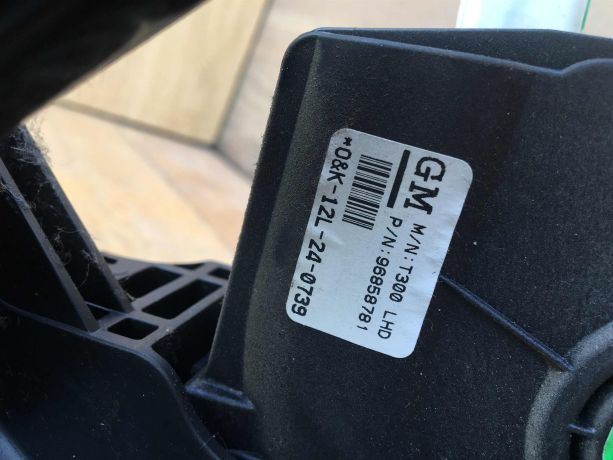 GM
M/N:T300 LHD
P/N:96858781
*O&K-12L-24-0739